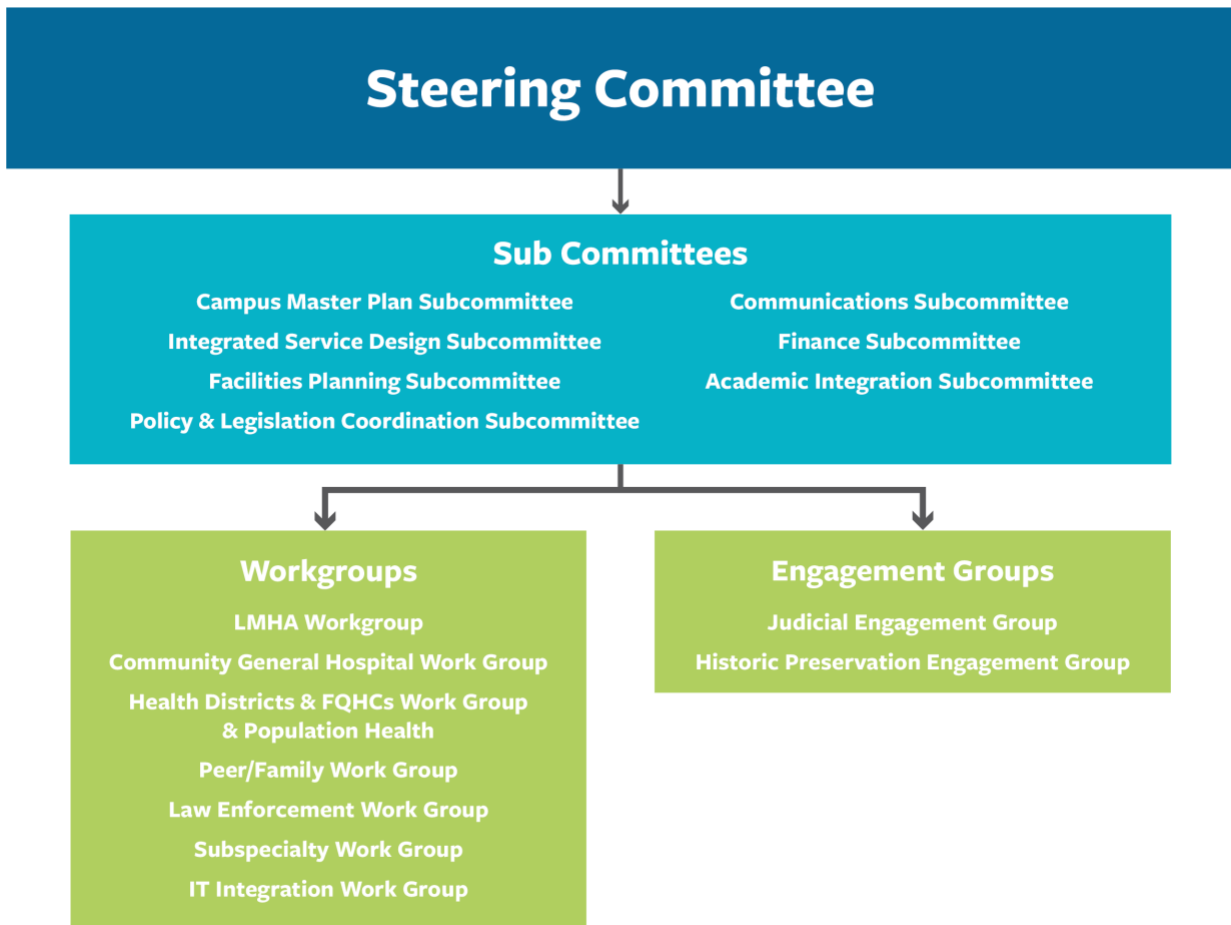 Steering Committee
Sub Committees
Campus Master Plan Subcommittee
Integrated Service Design Subcommittee
Facilities Planning Subcommittee
Policy & Legislation Coordination Subcommittee
Communications Subcommittee
Finance Subcommittee
Academic Integration Subcommittee
Workgroups
LMHA Workgroup
Community General Hospital Work Group
Health Districts & FQHCs Work Group
& Population Health
Peer/Family Work Group
Law Enforcement Work Group
Subspecialty Work Group
IT Integration Work Group
Engagement Groups
Judicial Engagement Group
Historic Preservation Engagement Group